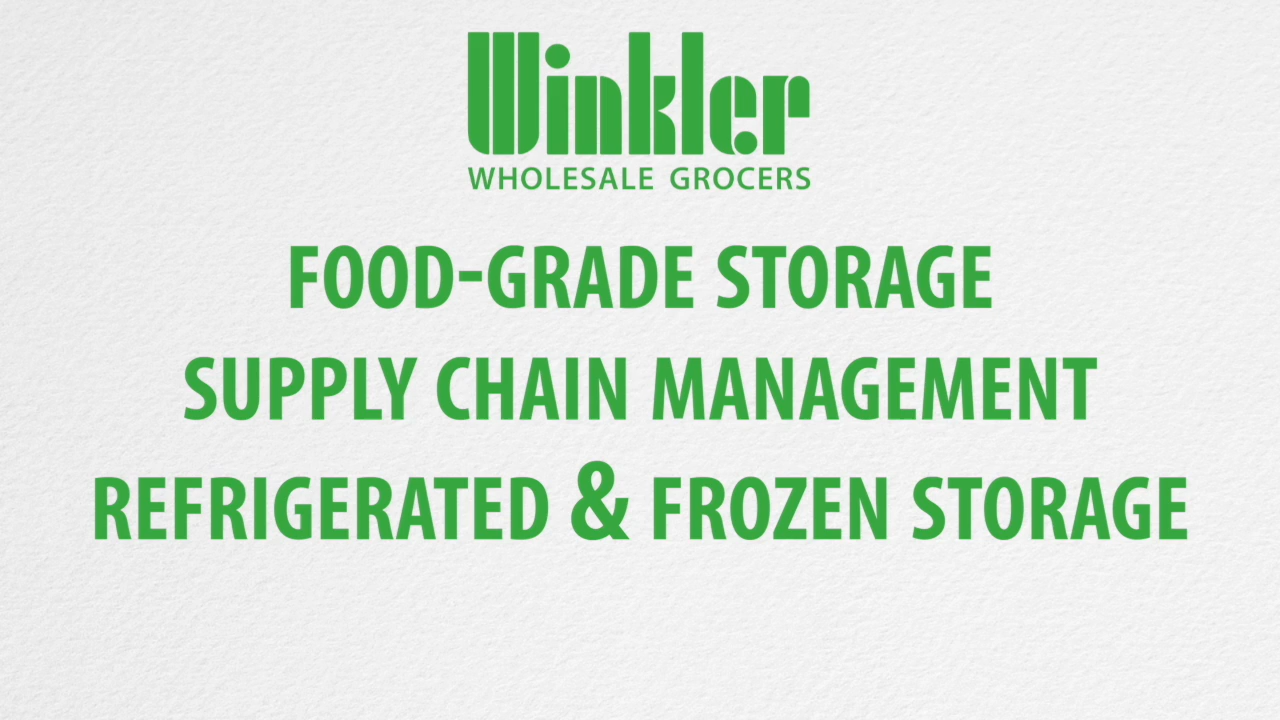 Winkler
WHOLESALE GROCERS
FOOD-GRADE STORAGE
SUPPLY CHAIN MANAGEMENT
REFRIGERATED & FROZEN STORAGE